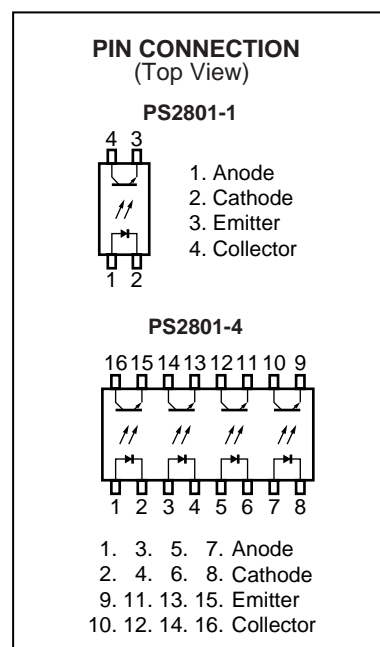 PIN CONNECTION
(Top View)
PS2801-1
4 3
1. Anode
2. Cathode
3. Emitter
4. Collector
1 2
PS2801-4
16 15 14 13 12 11 10 9
1 2 3 4 5 6 7 8
1. 3. 5. 7. Anode
2. 4. 6. 8. Cathode
9. 11. 13. 15. Emitter
10. 12. 14. 16. Collector